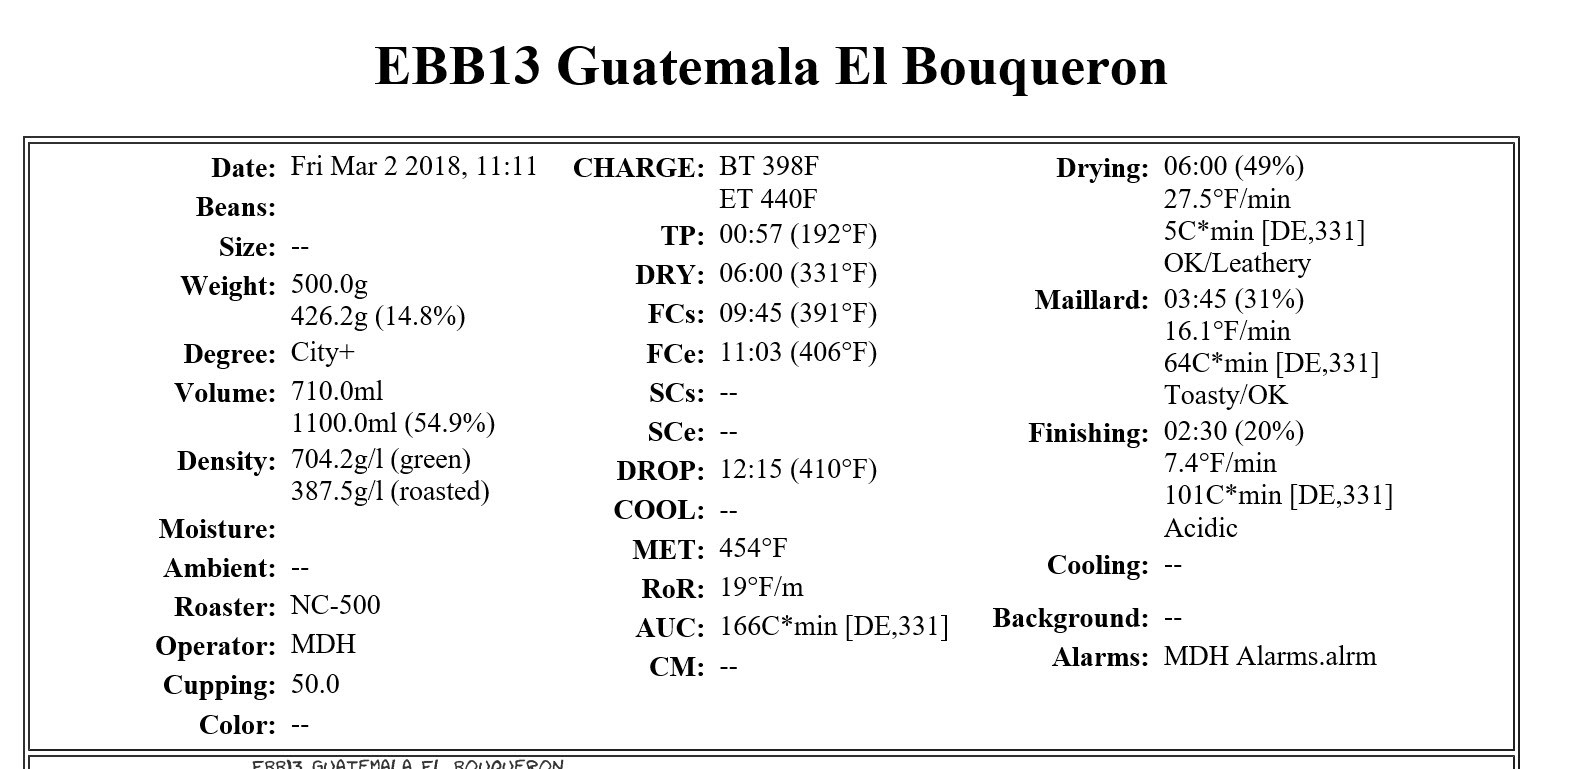 EBB13 Guatemala El Bouqueron
Date: Fri Mar 2 2018, 11:11
Beans:
Size: --
Weight: 500.0g
426.2g (14.8%)
Degree: City+
Volume: 710.0ml
1100.0ml (54.9%)
Density: 704.2g/l (green)
387.5g/l (roasted)
Moisture:
Ambient: --
Roaster: NC-500
Operator: MDH
Cupping: 50.0
Color: --
CHARGE: BT 398F
ET 440F
TP: 00:57 (192°F)
DRY: 06:00 (331°F)
FCs: 09:45 (391°F)
FCe: 11:03 (406°F)
SCs: --
SCe: --
DROP: 12:15 (410°F)
COOL: --
MET: 454°F
RoR: 19°F/m
AUC: 166C*min [DE,331]
CM: --
Drying: 06:00 (49%)
27.5°F/min
5C*min [DE,331]
OK/Leathery
Maillard: 03:45 (31%)
16.1°F/min
64C*min [DE,331]
Toasty/OK
Finishing: 02:30 (20%)
7.4°F/min
101C*min [DE,331]
Acidic
Cooling: --
Background: --
Alarms: MDH Alarms.alrm
EBB13 GUATEMALA EL BOUQUERON